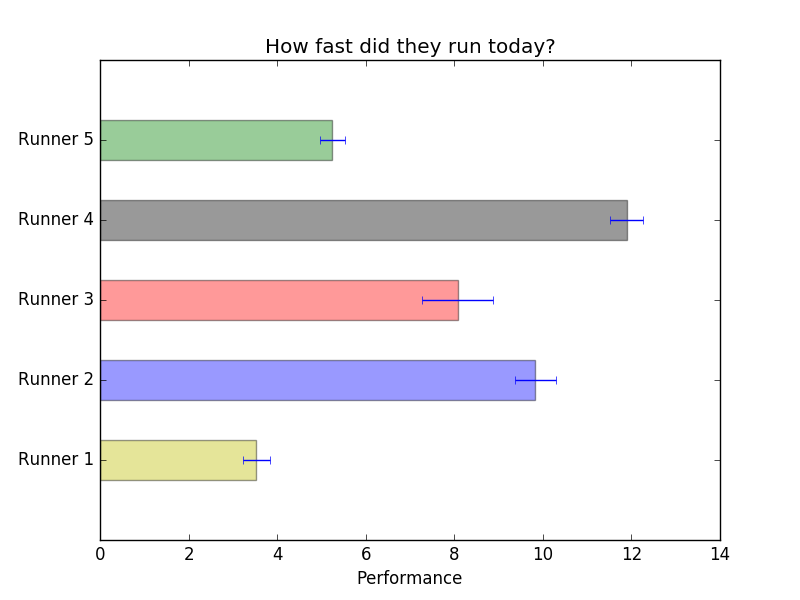 How fast did they run today?
Runner 5
Runner 4
Runner 3
Runner 2
Runner 1
0 2 4 6 8 10 12 14
Performance